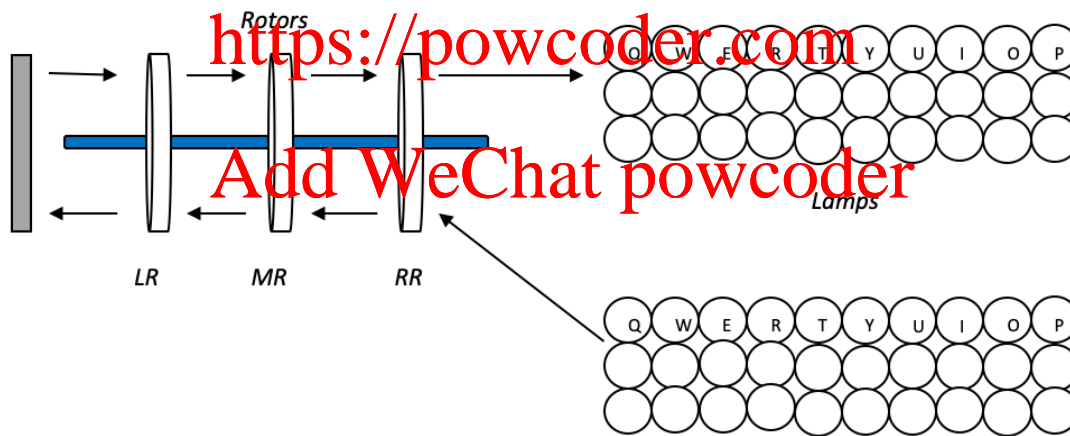 Rotors
https://powcoder.com
Q W E R T Y U I O P
Add WeChat powcoder
Lamps
LR MR RR
Q W E R T Y U I O P